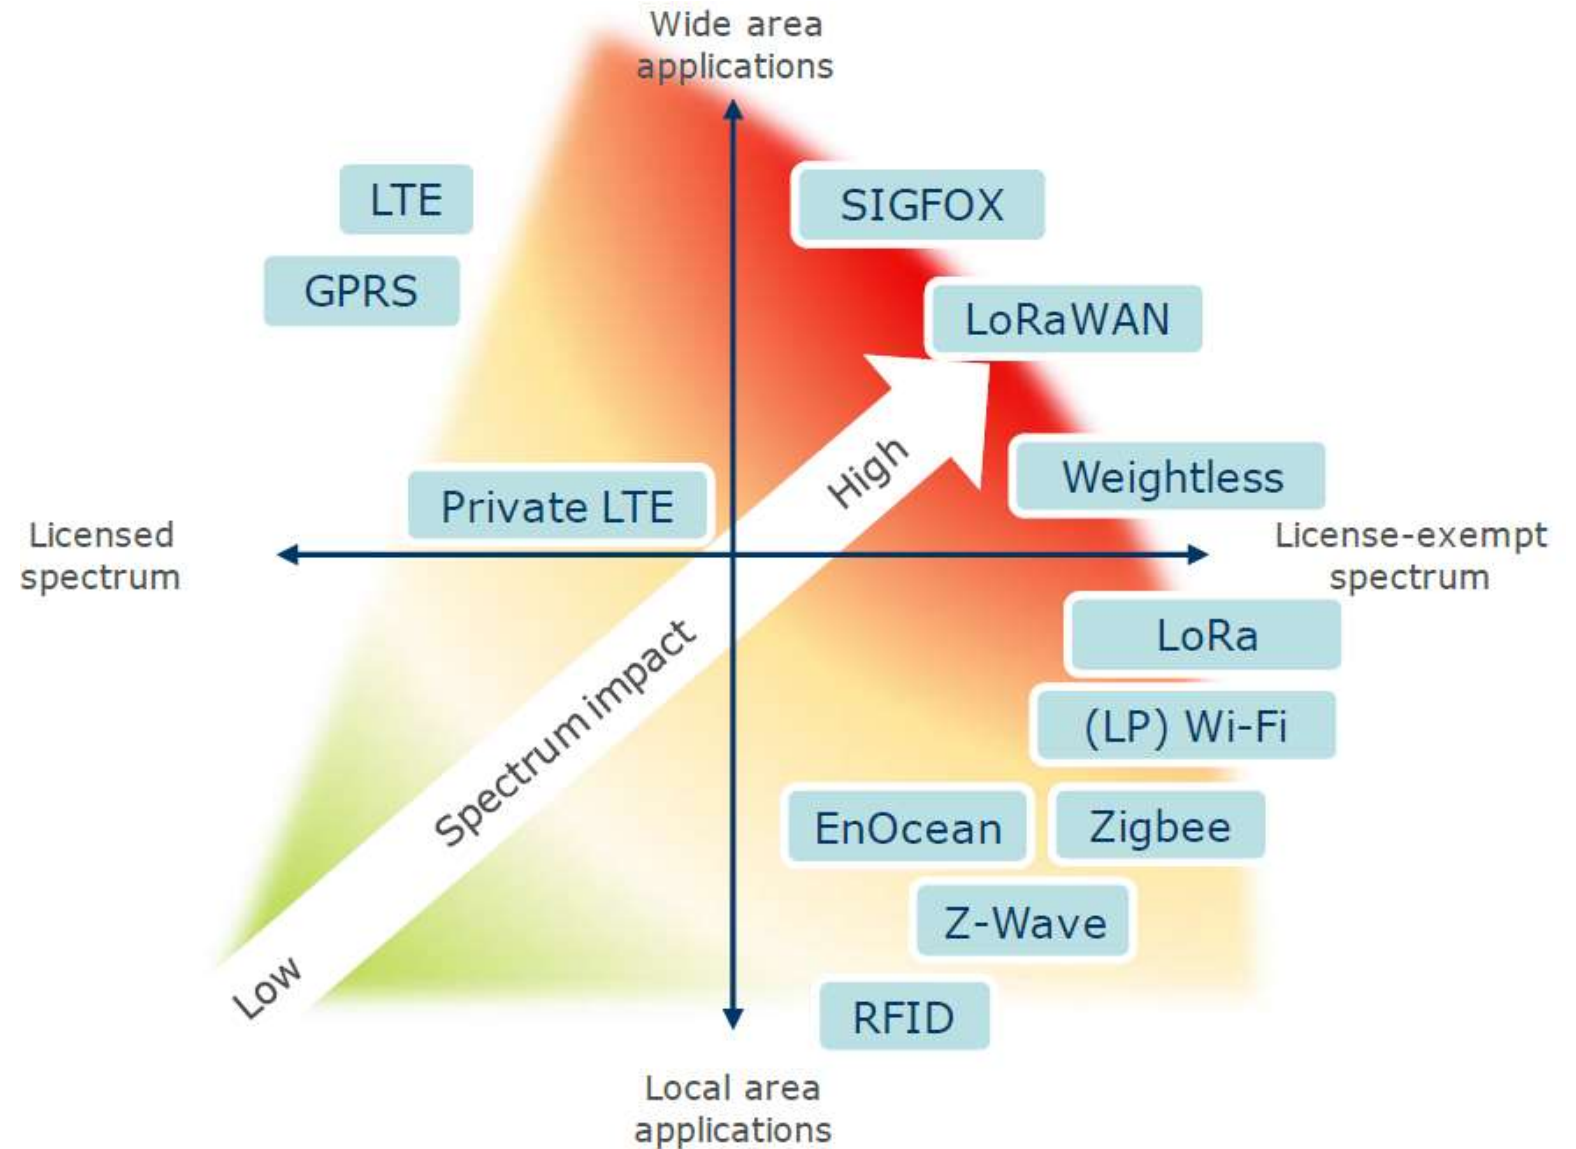 Wide area
applications
LTE
SIGFOX
GPRS
LoRaWAN
High
Weightless
Private LTE
Licensed
spectrum
License-exempt
spectrum
LoRa
Spectrum impact
(LP) Wi-Fi
EnOcean
Zigbee
Z-Wave
Low
RFID
Local area
applications